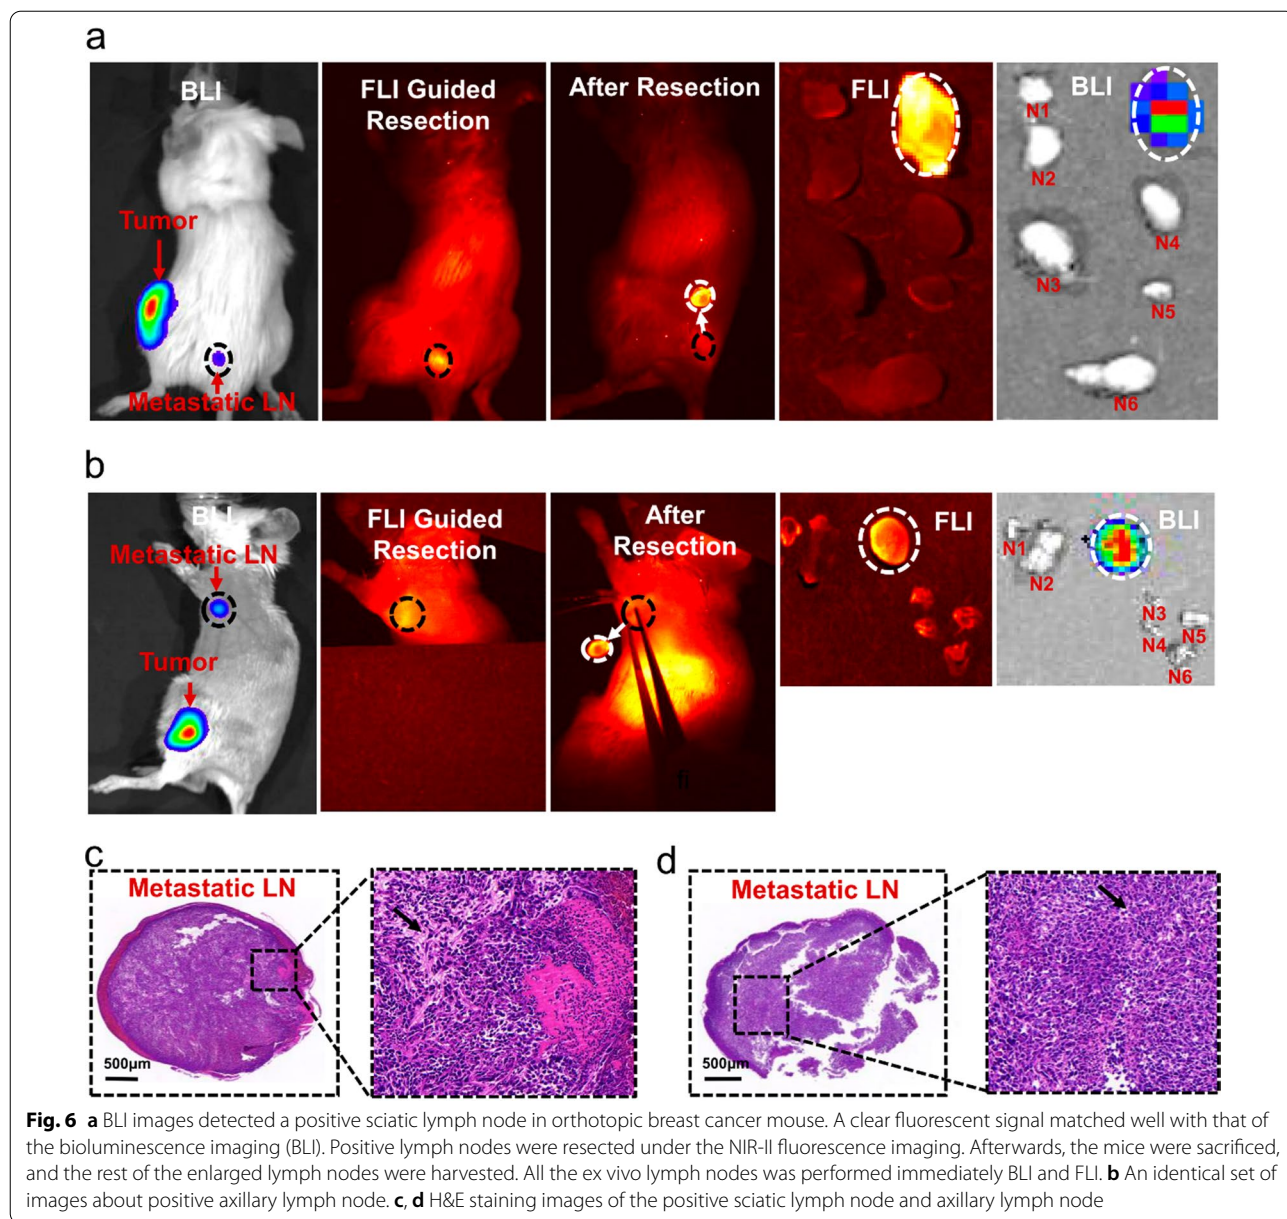 a
BLI
FLI Guided
Resection
After Resection
FLI
BLI
N1
N2
N3
N4
N5
N6
Tumor
Metastatic LN
b
BLI
Metastatic LN
Tumor
FLI Guided
Resection
After
Resection
fi
FLI
BLI
N1
N2
N3
N4
N5
N6
c
Metastatic LN
500μm
d
Metastatic LN
500μm
Fig. 6 a BLI images detected a positive sciatic lymph node in orthotopic breast cancer mouse. A clear fluorescent signal matched well with that of
the bioluminescence imaging (BLI). Positive lymph nodes were resected under the NIR-II fluorescence imaging. Afterwards, the mice were sacrificed,
and the rest of the enlarged lymph nodes were harvested. All the ex vivo lymph nodes was performed immediately BLI and FLI. b An identical set of
images about positive axillary lymph node. c, d H&E staining images of the positive sciatic lymph node and axillary lymph node